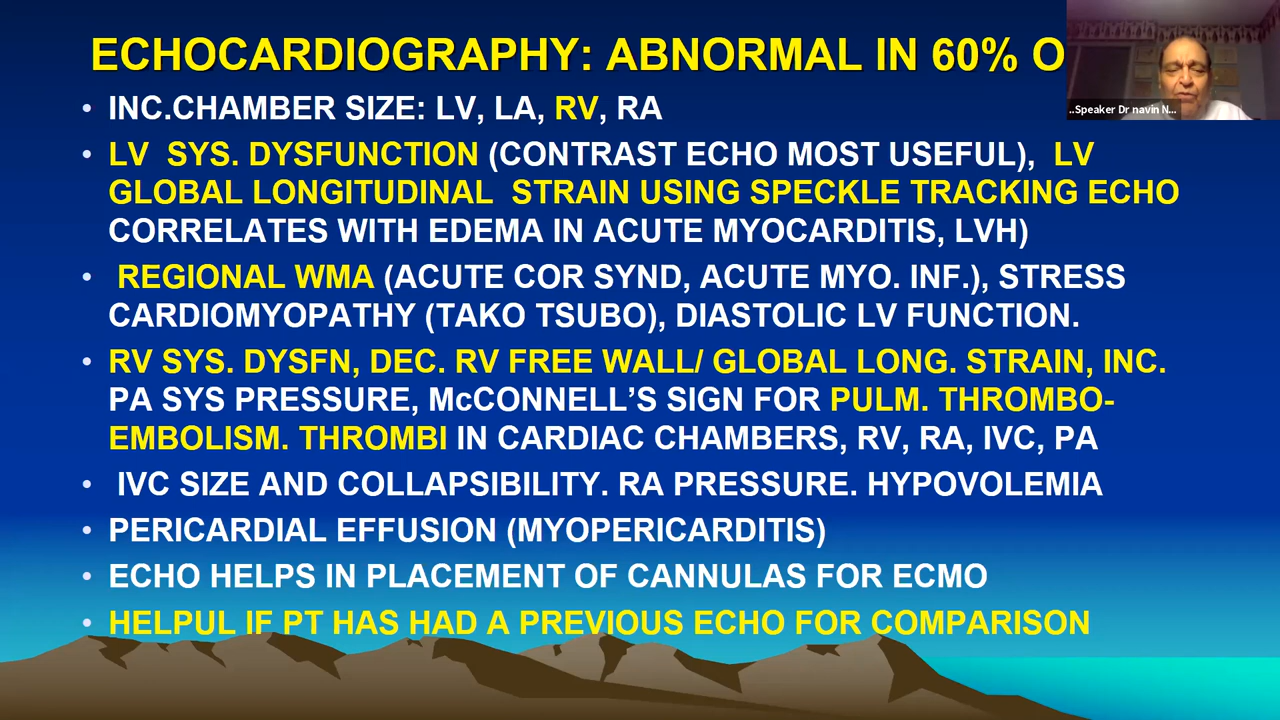 ECHOCARDIOGRAPHY: ABNORMAL IN 60% O
..Speaker Dr navin N...
• INC.CHAMBER SIZE: LV, LA, RV, RA
• LV SYS. DYSFUNCTION (CONTRAST ECHO MOST USEFUL), LV
GLOBAL LONGITUDINAL STRAIN USING SPECKLE TRACKING ECHO
CORRELATES WITH EDEMA IN ACUTE MYOCARDITIS, LVH)
• REGIONAL WMA (ACUTE COR SYND, ACUTE MYO. INF.), STRESS
CARDIOMYOPATHY (TAKO TSUBO), DIASTOLIC LV FUNCTION.
• RV SYS. DYSFN, DEC. RV FREE WALL/ GLOBAL LONG. STRAIN, INC.
PA SYS PRESSURE, McCONNELL’S SIGN FOR PULM. THROMBO-
EMBOLISM. THROMBI IN CARDIAC CHAMBERS, RV, RA, IVC, PA
• IVC SIZE AND COLLAPSIBILITY. RA PRESSURE. HYPOVOLEMIA
• PERICARDIAL EFFUSION (MYOPERICARDITIS)
• ECHO HELPS IN PLACEMENT OF CANNULAS FOR ECMO
• HELPUL IF PT HAS HAD A PREVIOUS ECHO FOR COMPARISON